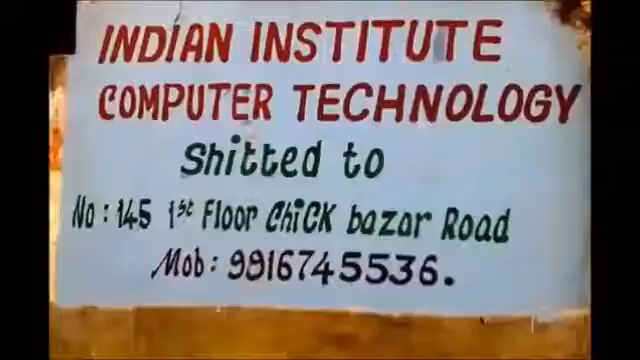 INDIAN INSTITUTE
COMPUTER TECHNOLOGY
Shitted to
No : 145 1st Floor ChiCK bazar Road
Mob : 9916745536.